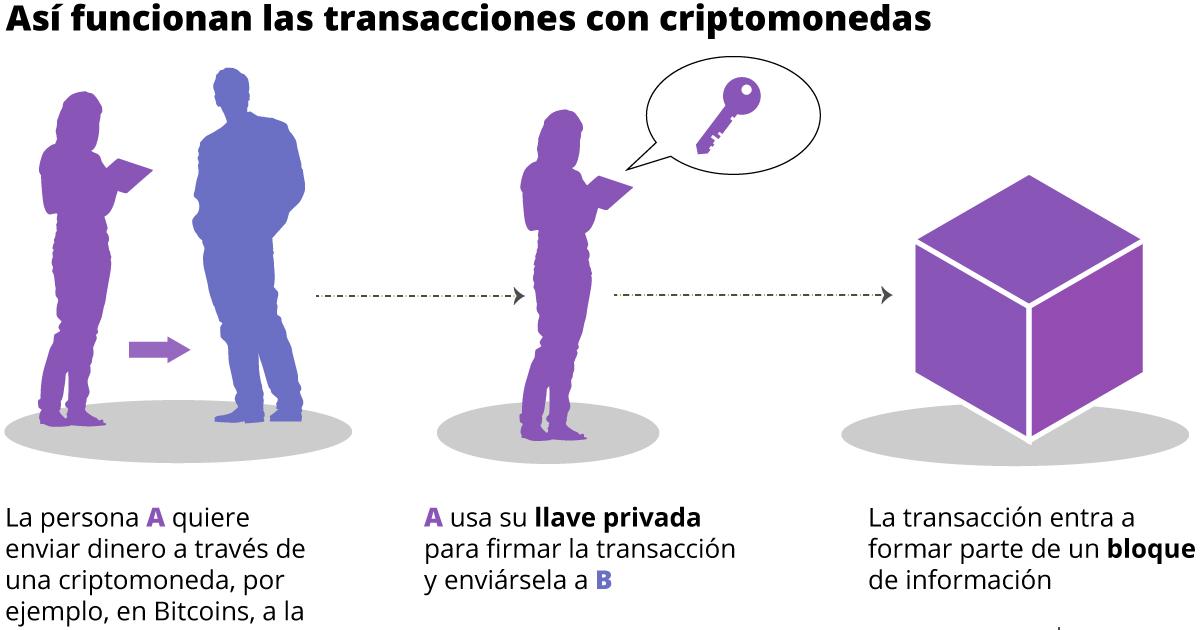 Así funcionan las transacciones con criptomonedas
La persona A quiere
enviar dinero a través de
una criptomoneda, por
ejemplo, en Bitcoins, a la
A usa su llave privada
para firmar la transacción
y enviársela a B
La transacción entra a
formar parte de un bloque
de información